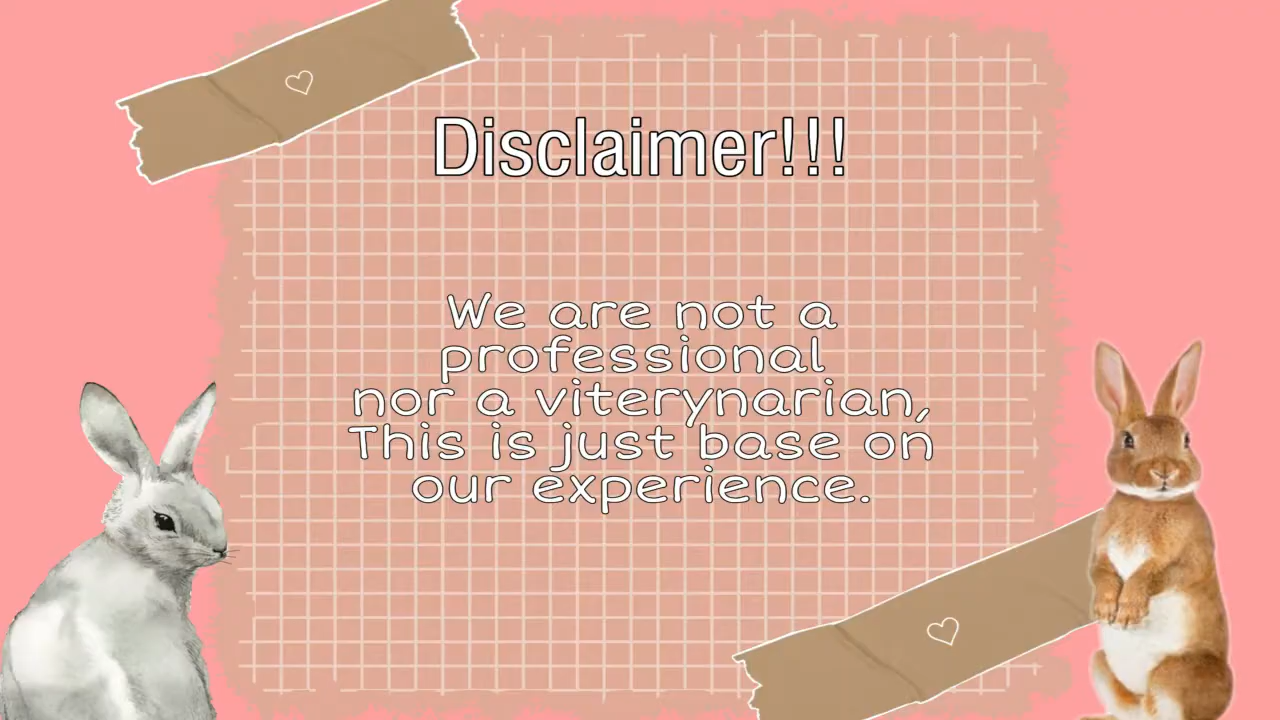 Disclaimer!!!
We are not a
professional
nor a viterynarian,
This is just base on
our experience.